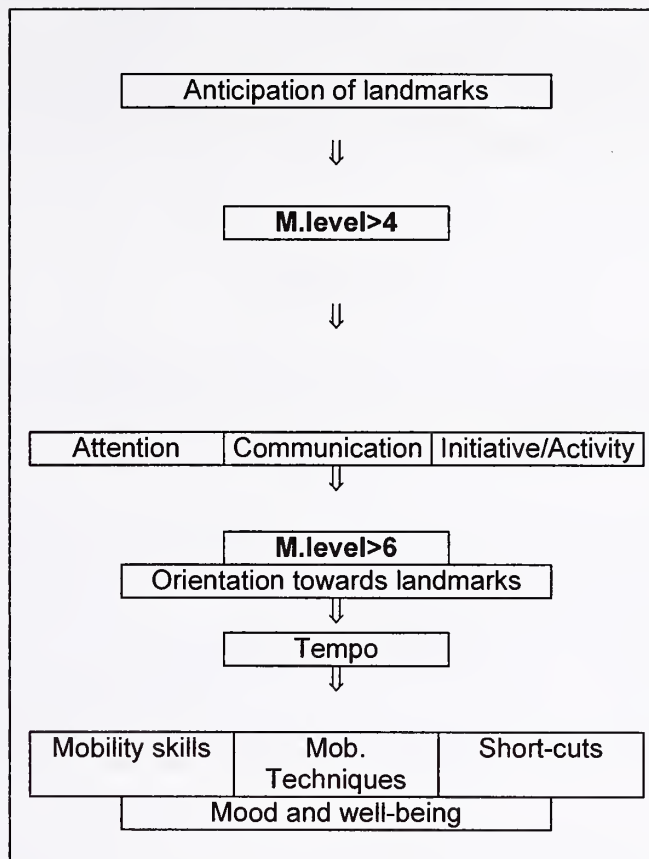 Anticipation of landmarks
⇓
M.level>4
⇓
Attention Communication Initiative/Activity
⇓
M.level>6
Orientation towards landmarks
⇓
Tempo
⇓
Mobility skills Mob. Techniques Short-cuts
Mood and well-being